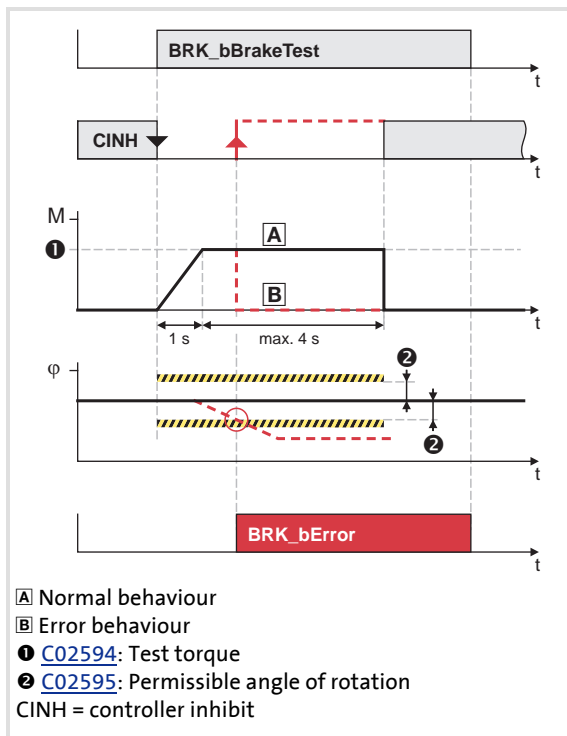 BRK_bBrakeTest
t
CINH
t
M
❶
A
B
1 s
max. 4 s
t
φ
❷
❷
t
BRK_bError
t
A Normal behaviour
B Error behaviour
❶ C02594: Test torque
❷ C02595: Permissible angle of rotation
CINH = controller inhibit